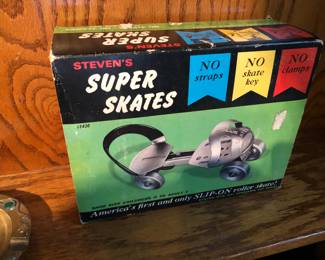 STEVEN'S
SUPER
SKATES
STEVEN'S
SUPER
SKATES
NO
straps
NO
skate
key
NO
clamps
America's first and only SLIP-ON roller skate!